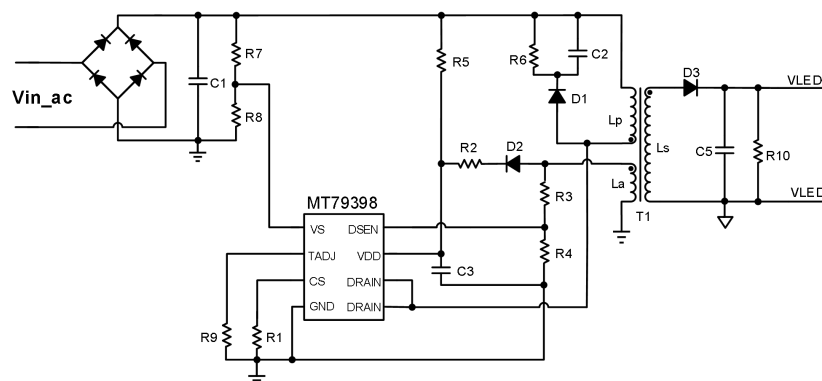 R7
C1
R8
Vin_ac
R5
R6
C2
D1
Lp
D3
VLED
Ls
C5
R10
R2
D2
La
T1
VLED
R3
R4
MT79398
VS
DSEN
TADJ
VDD
CS
DRAIN
GND
DRAIN
C3
R9
R1